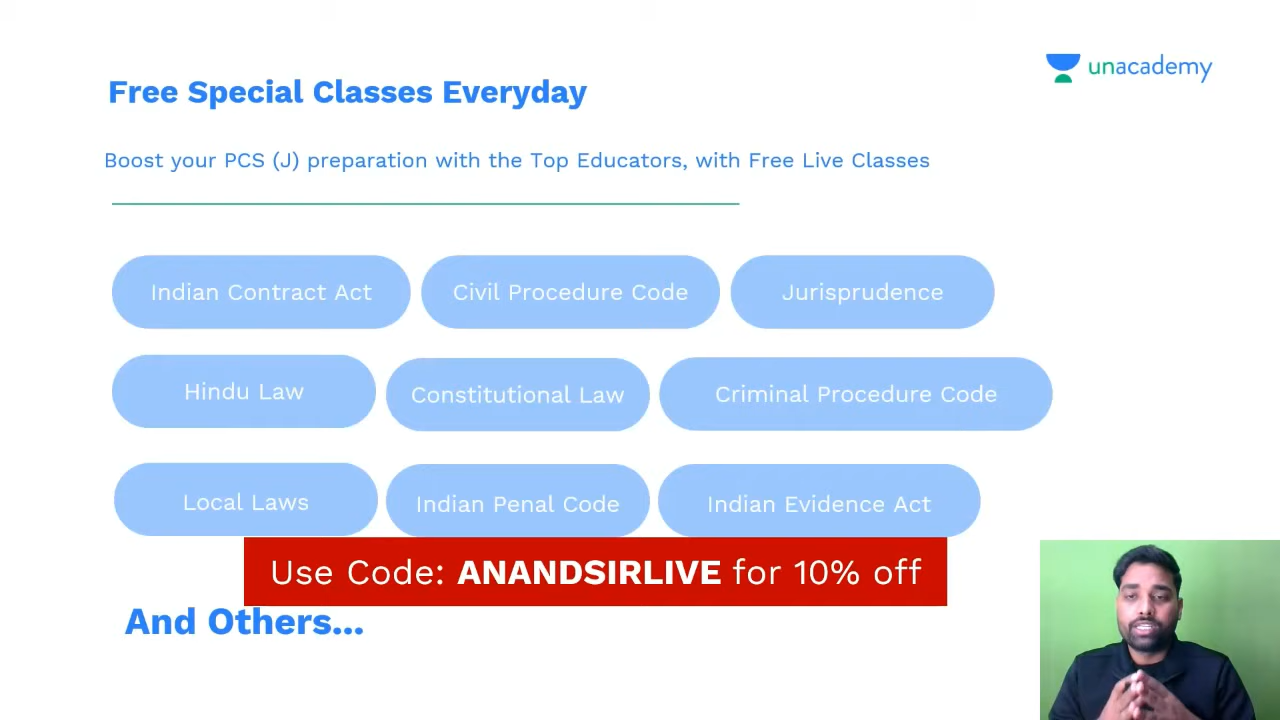 unacademy
Free Special Classes Everyday
Boost your PCS (J) preparation with the Top Educators, with Free Live Classes
Indian Contract Act
Civil Procedure Code
Jurisprudence
Hindu Law
Constitutional Law
Criminal Procedure Code
Local Laws
Indian Penal Code
Indian Evidence Act
Use Code: ANANDSIRLIVE for 10% off
And Others...